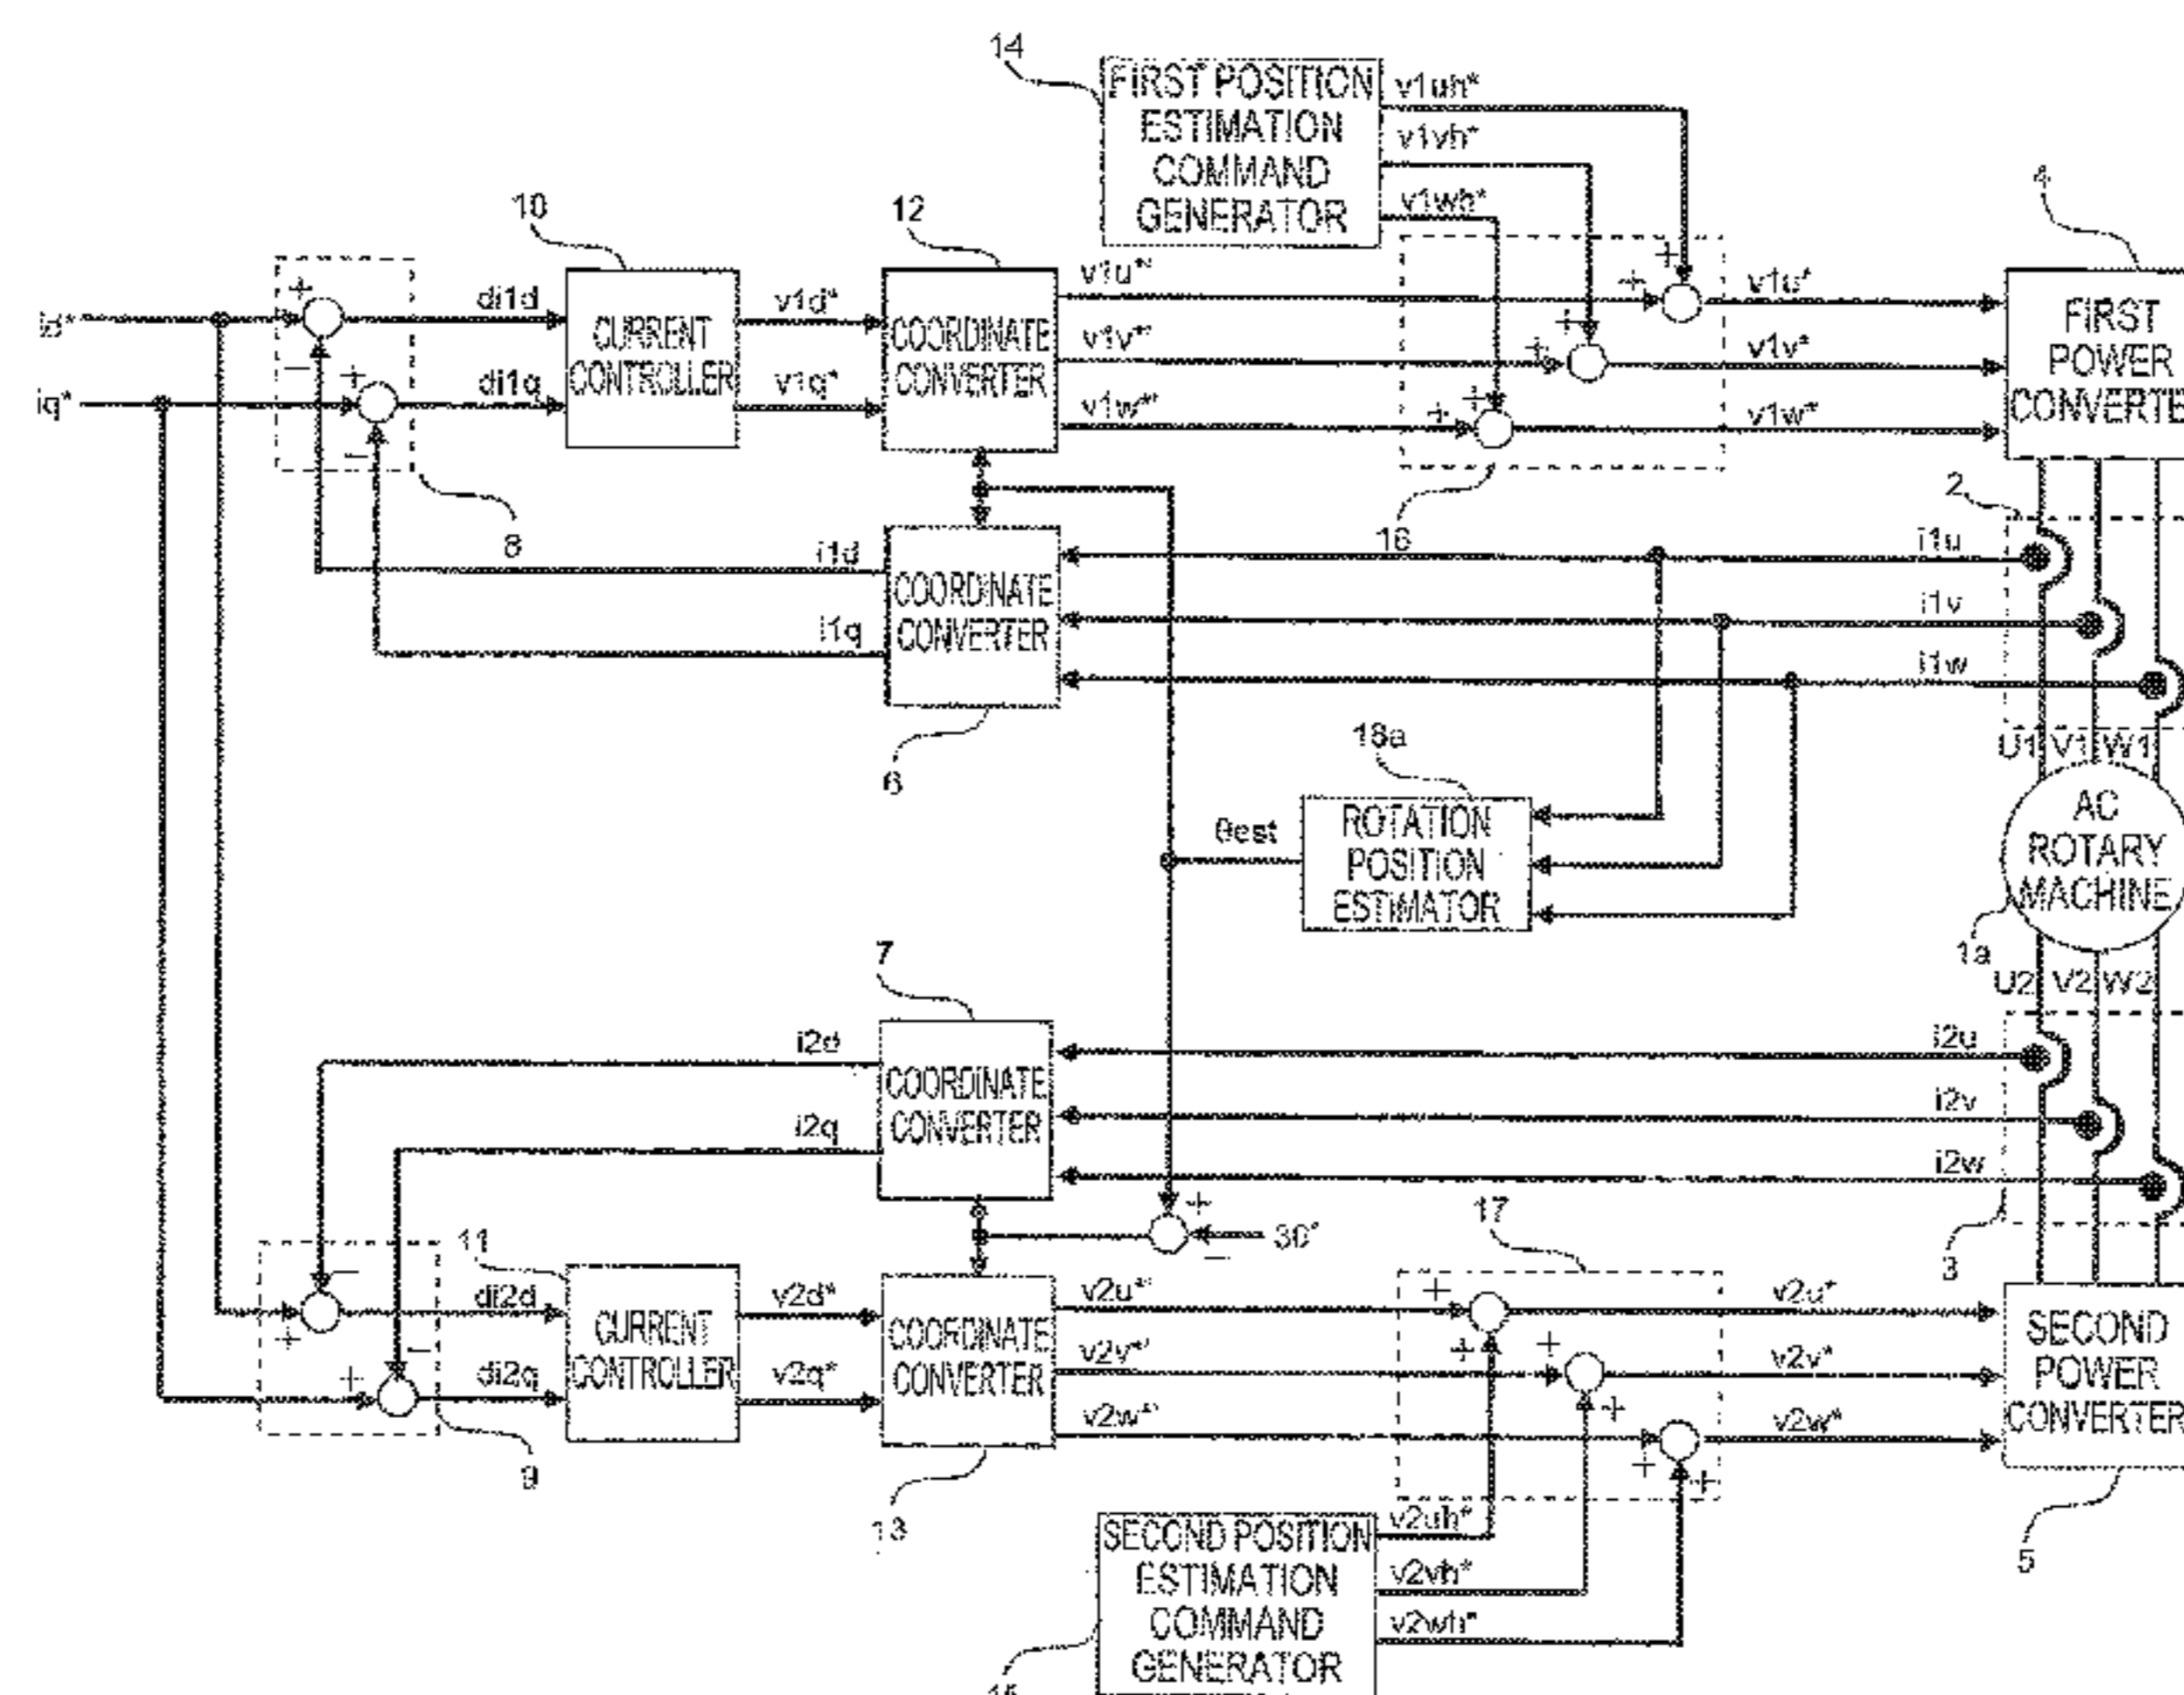 14
FIRST POSITION
ESTIMATION
COMMAND
GENERATOR
v1uh*
v1vh*
v1wh*
4
10
12
id*
iq*
+
−
+
−
di1d
di1q
CURRENT
CONTROLLER
v1d*
v1q*
COORDINATE
CONVERTER
v1u*'
v1v*'
v1w*'
+
+
+
+
+
+
v1u*
v1v*
v1w*
FIRST
POWER
CONVERTE
8
16
2
i1d
i1q
COORDINATE
CONVERTER
i1u
i1v
i1w
6
18a
U1 V1 W1
θest
ROTATION
POSITION
ESTIMATOR
AC
ROTARY
MACHINE
1a
7
U2 V2 W2
i2d
i2q
COORDINATE
CONVERTER
i2u
i2v
i2w
+
−
30°
17
3
11
−
+
−
+
di2d
di2q
CURRENT
CONTROLLER
v2d*
v2q*
COORDINATE
CONVERTER
v2u*'
v2v*'
v2w*'
+
+
+
+
+
+
v2u*
v2v*
v2w*
SECOND
POWER
CONVERTER
9
13
5
SECOND POSITION
ESTIMATION
COMMAND
GENERATOR
v2uh*
v2vh*
v2wh*
15